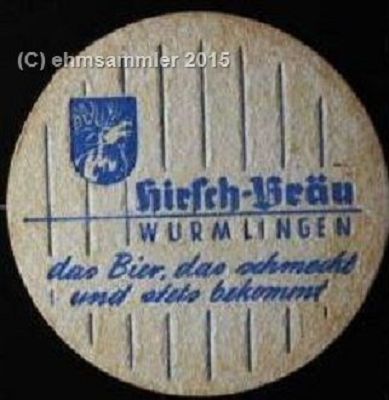 (C) ehmsammler 2015
Hirsch-Bräu
WURMLINGEN
das Bier, das schmeckt
und stets bekommt